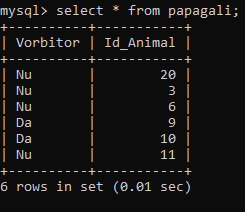 mysql> select * from papagali;
+----------+-----------+
| Vorbitor | Id_Animal |
+----------+-----------+
| Nu       |        20 |
| Nu       |         3 |
| Nu       |         6 |
| Da       |         9 |
| Da       |        10 |
| Nu       |        11 |
+----------+-----------+
6 rows in set (0.01 sec)